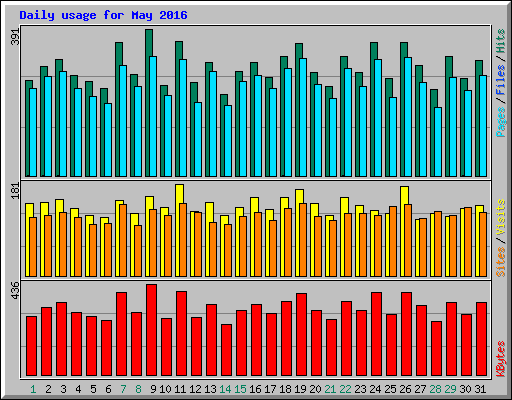 Daily usage for May 2016
391
Pages / Files / Hits
181
Sites / Visits
436
KBytes
1 2 3 4 5 6 7 8 9 10 11 12 13 14 15 16 17 18 19 20 21 22 23 24 25 26 27 28 29 30 31